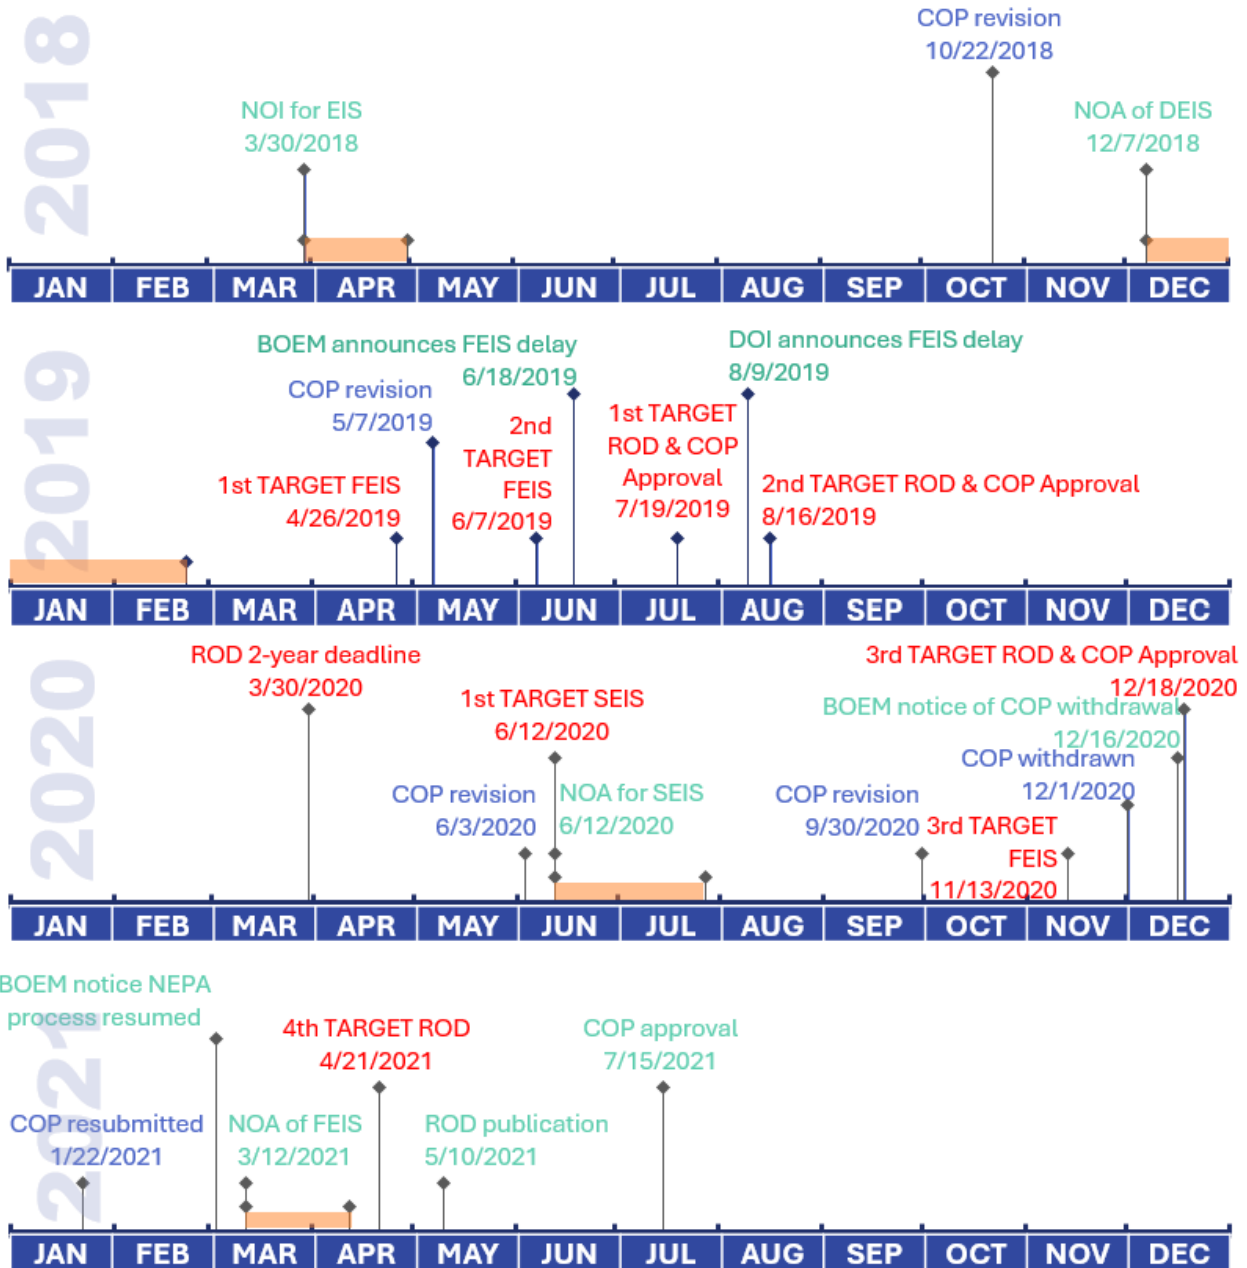 2018
COP revision
10/22/2018
NOI for EIS
3/30/2018
NOA of DEIS
12/7/2018
JAN FEB MAR APR MAY JUN JUL AUG SEP OCT NOV DEC
2019
BOEM announces FEIS delay
6/18/2019
DOI announces FEIS delay
8/9/2019
COP revision
5/7/2019
1st TARGET FEIS
4/26/2019
2nd
TARGET
FEIS
6/7/2019
1st TARGET
ROD & COP
Approval
7/19/2019
2nd TARGET ROD & COP Approval
8/16/2019
JAN FEB MAR APR MAY JUN JUL AUG SEP OCT NOV DEC
2020
ROD 2-year deadline
3/30/2020
1st TARGET SEIS
6/12/2020
COP revision
6/3/2020
NOA for SEIS
6/12/2020
COP revision
9/30/2020
3rd TARGET
FEIS
11/13/2020
3rd TARGET ROD & COP Approval
12/18/2020
BOEM notice of COP withdrawal
12/16/2020
COP withdrawn
12/1/2020
JAN FEB MAR APR MAY JUN JUL AUG SEP OCT NOV DEC
2021
BOEM notice NEPA
process resumed
COP resubmitted
1/22/2021
NOA of FEIS
3/12/2021
4th TARGET ROD
4/21/2021
ROD publication
5/10/2021
COP approval
7/15/2021
JAN FEB MAR APR MAY JUN JUL AUG SEP OCT NOV DEC